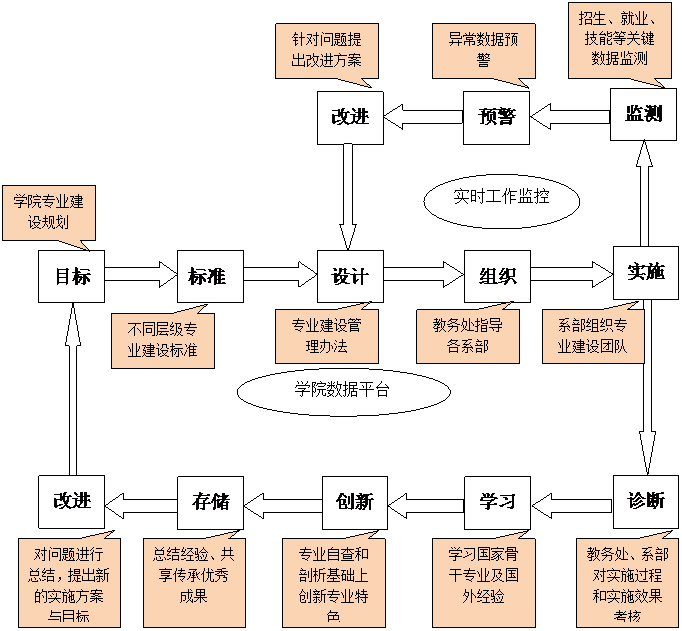 针对问题提
出改进方案
异常数据预
警
招生、就业、
技能等关键
数据监测
改进
预警
监测
实时工作监控
学院专业建
设规划
目标
标准
设计
组织
实施
不同层级专
业建设标准
专业建设管
理办法
教务处指导
各系部
系部组织专
业建设团队
学院数据平台
改进
存储
创新
学习
诊断
对问题进行
总结，提出新
的实施方案
与目标
总结经验、共
享传承优秀
成果
专业自查和
剖析基础上
创新专业特
色
学习国家骨
干专业及国
外经验
教务处、系部
对实施过程
和实施效果
考核